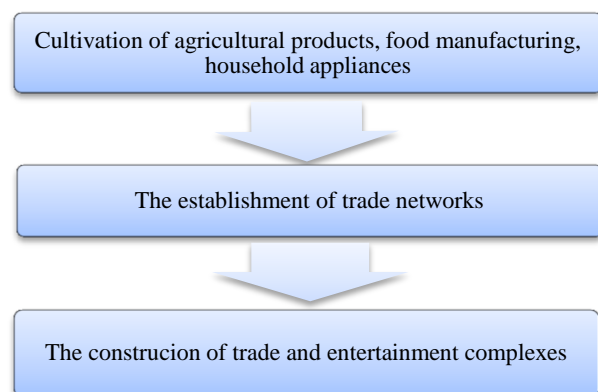 Cultivation of agricultural products, food manufacturing,
household appliances
The establishment of trade networks
The construcion of trade and entertainment complexes